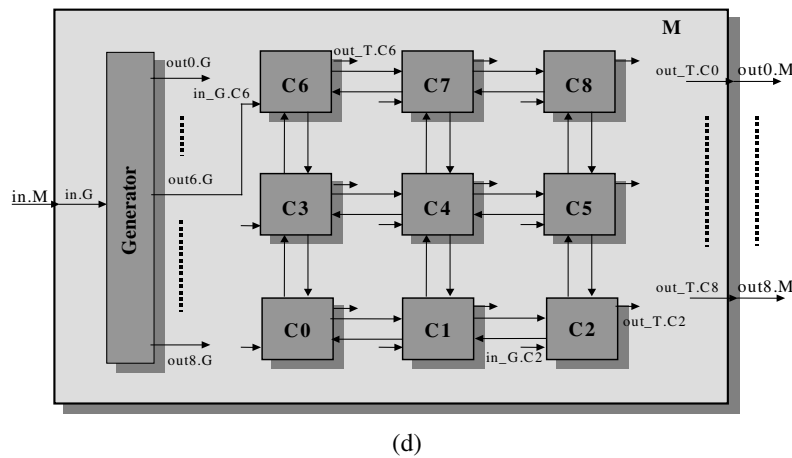 M
out0.G
out_T.C6
C6
C7
C8
in_G.C6
out_T.C0
out0.M
out6.G
in.M
in.G
Generator
C3
C4
C5
out_T.C8
out8.M
C0
C1
C2
out_T.C2
in_G.C2
out8.G
(d)